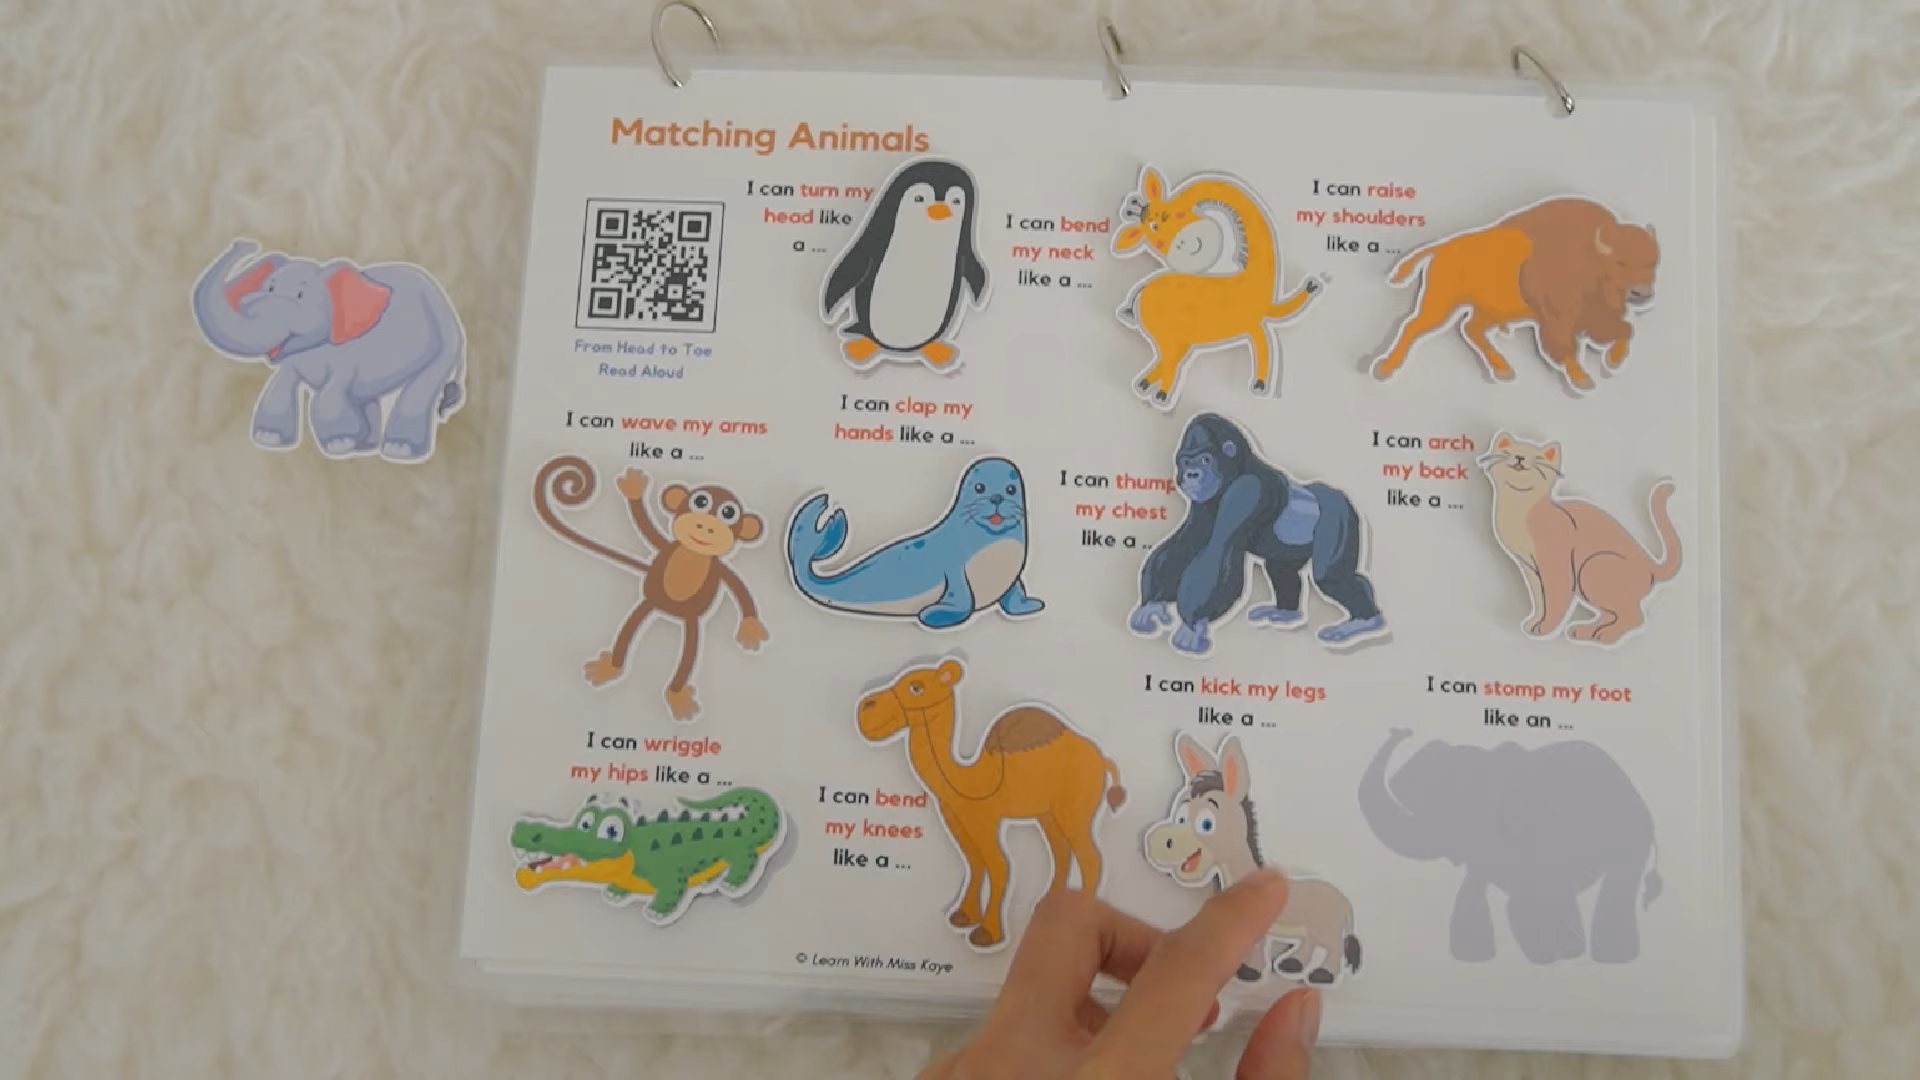 Matching Animals
I can turn my
head like
a ...
I can bend
my neck
like a ...
I can raise
my shoulders
like a ...
From Head to Toe
Read Aloud
I can wave my arms
like a ...
I can clap my
hands like a ...
I can thump
my chest
like a ..
I can arch
my back
like a ...
I can wriggle
my hips like a ...
I can bend
my knees
like a ...
I can kick my legs
like a ...
I can stomp my foot
like an ...
© Learn With Miss Kaye